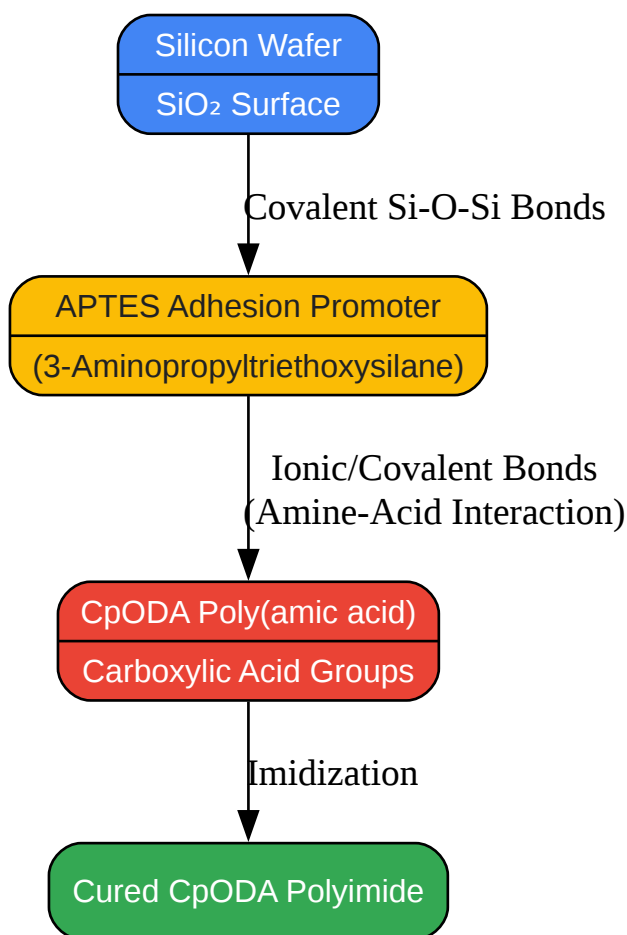 Silicon Wafer
SiO₂ Surface
Covalent Si-O-Si Bonds
APTES Adhesion Promoter
(3-Aminopropyltriethoxysilane)
Ionic/Covalent Bonds
(Amine-Acid Interaction)
CpODA Poly(amic acid)
Carboxylic Acid Groups
Imidization
Cured CpODA Polyimide